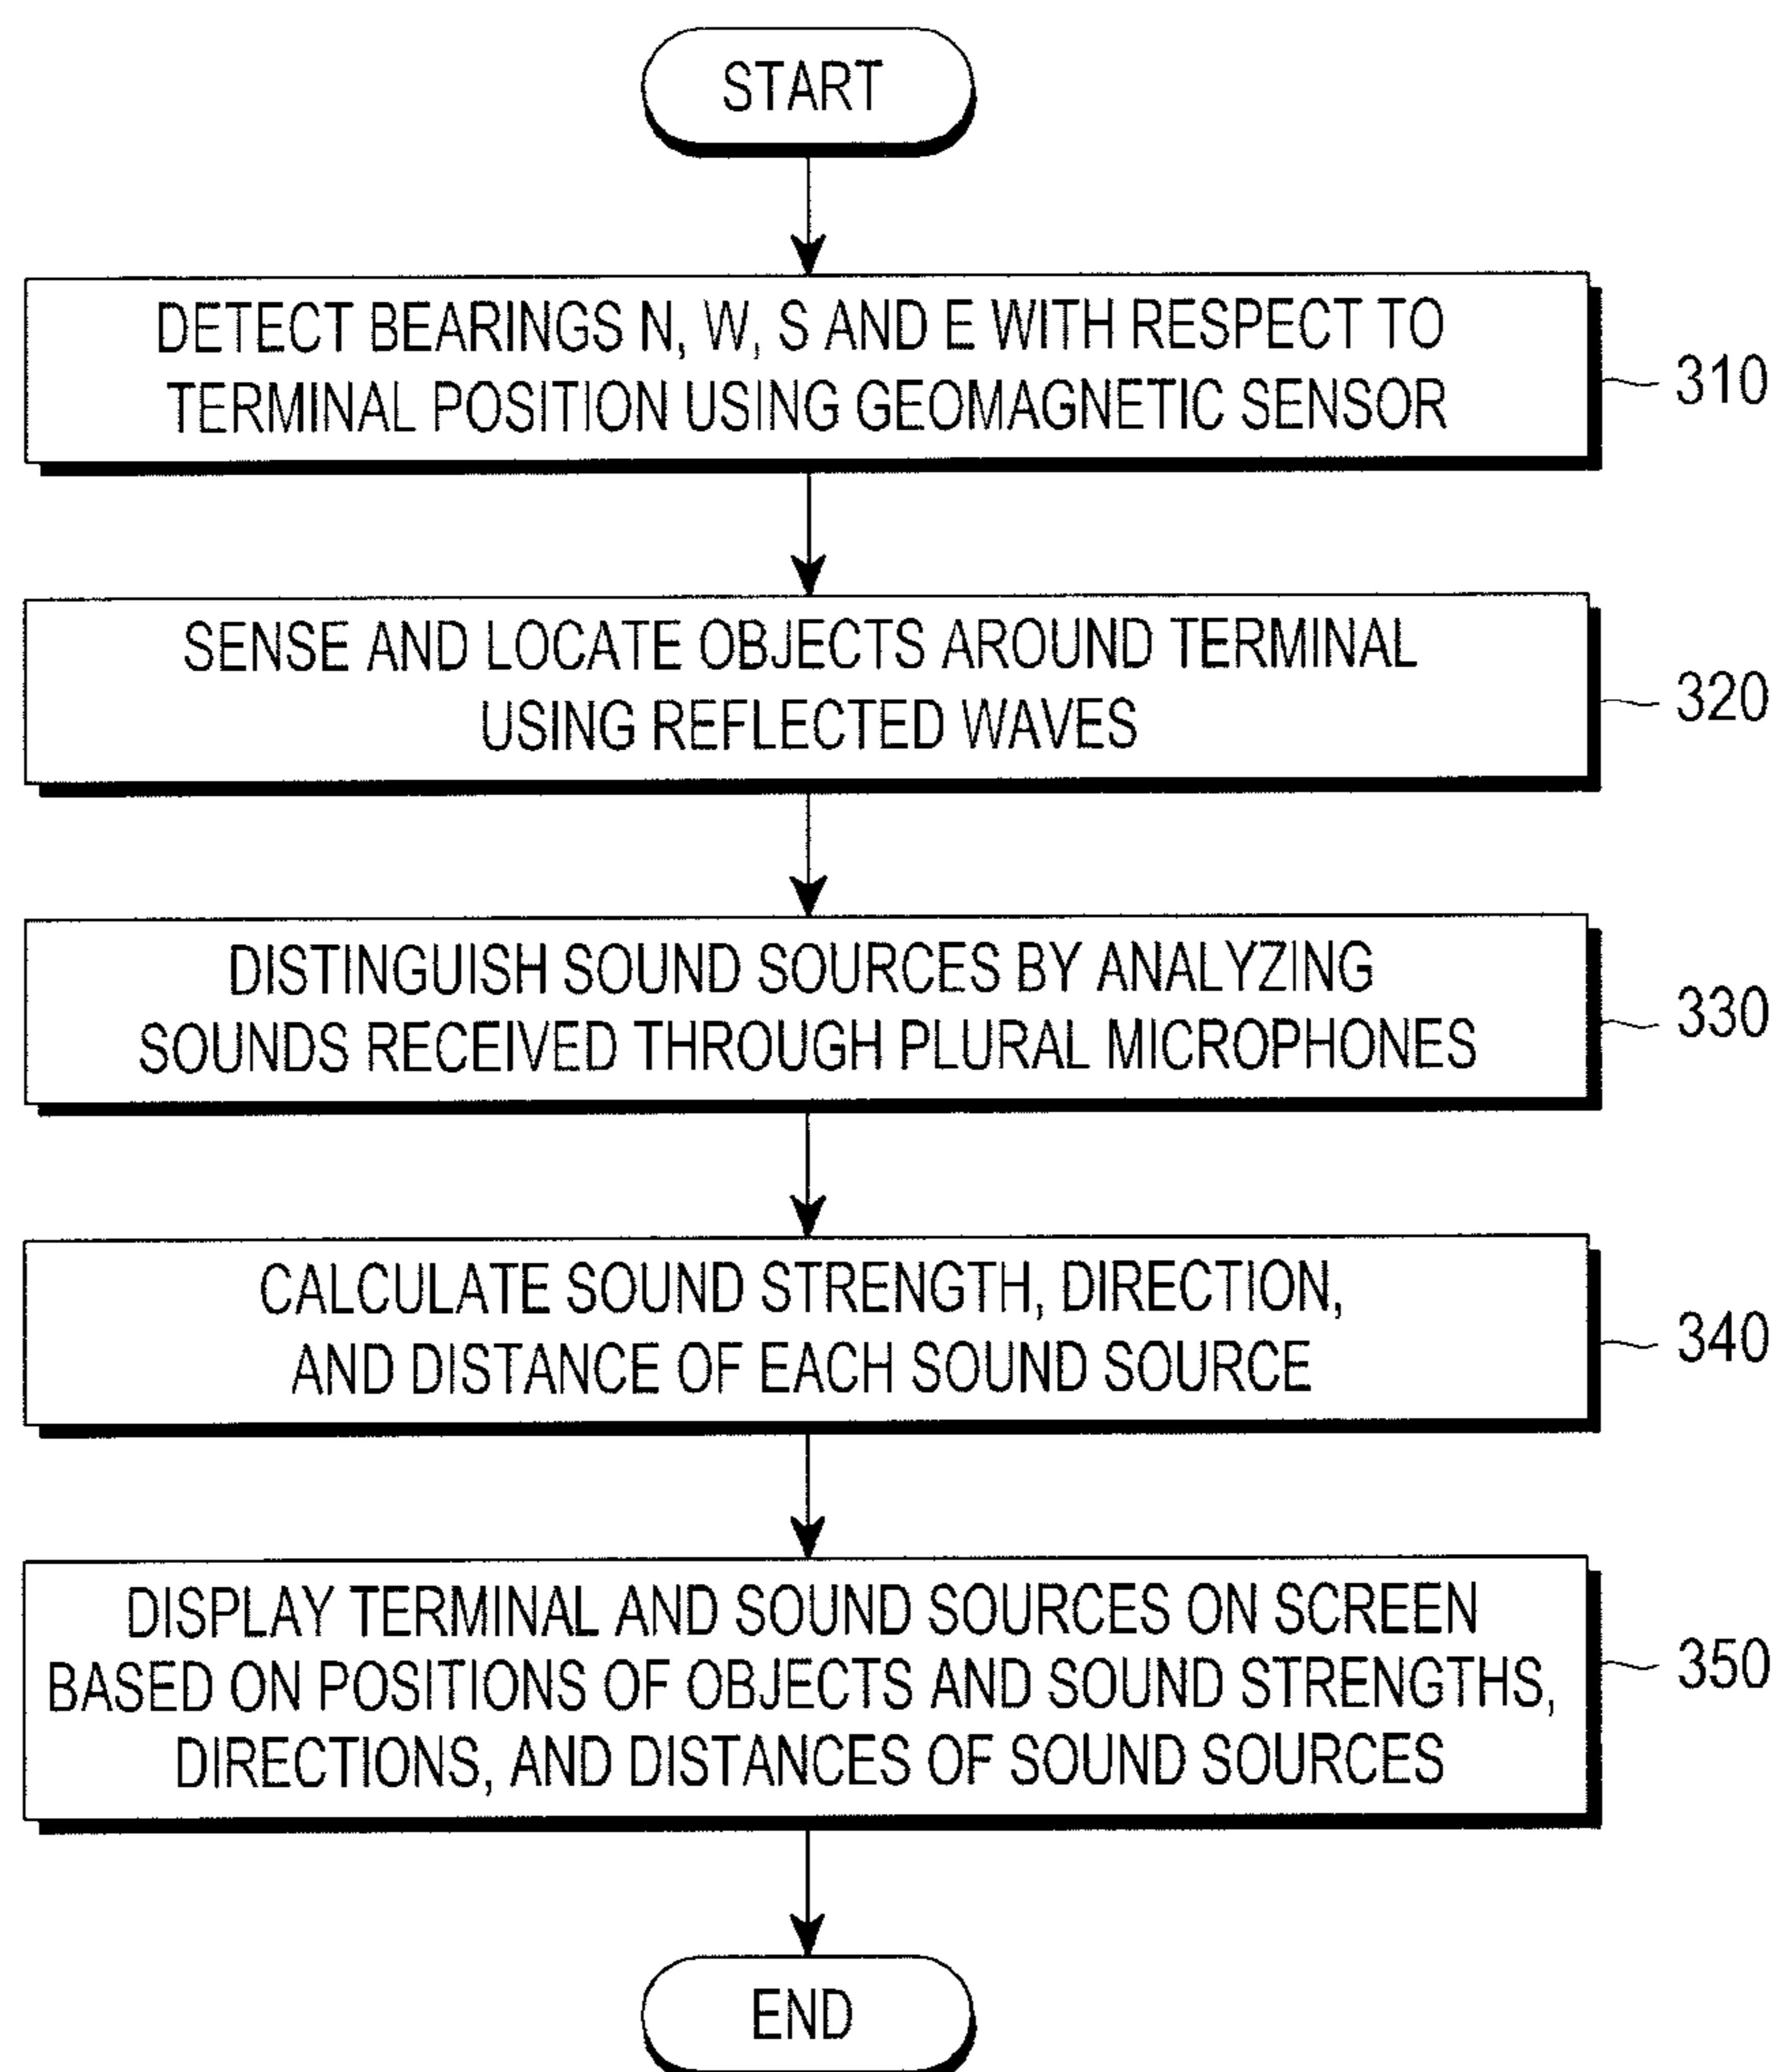 START
DETECT BEARINGS N, W, S AND E WITH RESPECT TO
TERMINAL POSITION USING GEOMAGNETIC SENSOR
310
SENSE AND LOCATE OBJECTS AROUND TERMINAL
USING REFLECTED WAVES
320
DISTINGUISH SOUND SOURCES BY ANALYZING
SOUNDS RECEIVED THROUGH PLURAL MICROPHONES
330
CALCULATE SOUND STRENGTH, DIRECTION,
AND DISTANCE OF EACH SOUND SOURCE
340
DISPLAY TERMINAL AND SOUND SOURCES ON SCREEN
BASED ON POSITIONS OF OBJECTS AND SOUND STRENGTHS,
DIRECTIONS, AND DISTANCES OF SOUND SOURCES
350
END